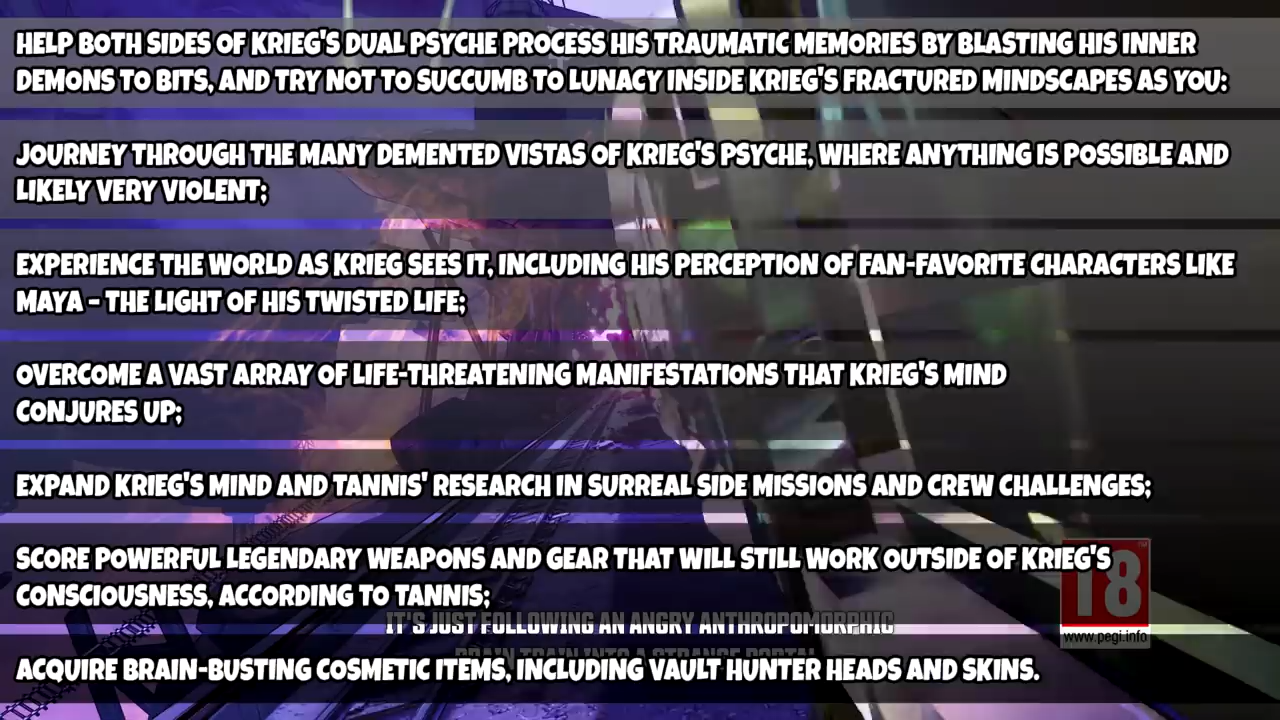 HELP BOTH SIDES OF KRIEG'S DUAL PSYCHE PROCESS HIS TRAUMATIC MEMORIES BY BLASTING HIS INNER
DEMONS TO BITS, AND TRY NOT TO SUCCUMB TO LUNACY INSIDE KRIEG'S FRACTURED MINDSCAPES AS YOU:
JOURNEY THROUGH THE MANY DEMENTED VISTAS OF KRIEG'S PSYCHE, WHERE ANYTHING IS POSSIBLE AND
LIKELY VERY VIOLENT;
EXPERIENCE THE WORLD AS KRIEG SEES IT, INCLUDING HIS PERCEPTION OF FAN-FAVORITE CHARACTERS LIKE
MAYA – THE LIGHT OF HIS TWISTED LIFE;
OVERCOME A VAST ARRAY OF LIFE-THREATENING MANIFESTATIONS THAT KRIEG'S MIND
CONJURES UP;
EXPAND KRIEG'S MIND AND TANNIS' RESEARCH IN SURREAL SIDE MISSIONS AND CREW CHALLENGES;
SCORE POWERFUL LEGENDARY WEAPONS AND GEAR THAT WILL STILL WORK OUTSIDE OF KRIEG'S
CONSCIOUSNESS, ACCORDING TO TANNIS;
18
www.pegi.info
IT'S JUST FOLLOWING AN ANGRY ANTHROPOMORPHIC
BRAIN TRAIN INTO A STRANGE PORTAL
ACQUIRE BRAIN-BUSTING COSMETIC ITEMS, INCLUDING VAULT HUNTER HEADS AND SKINS.